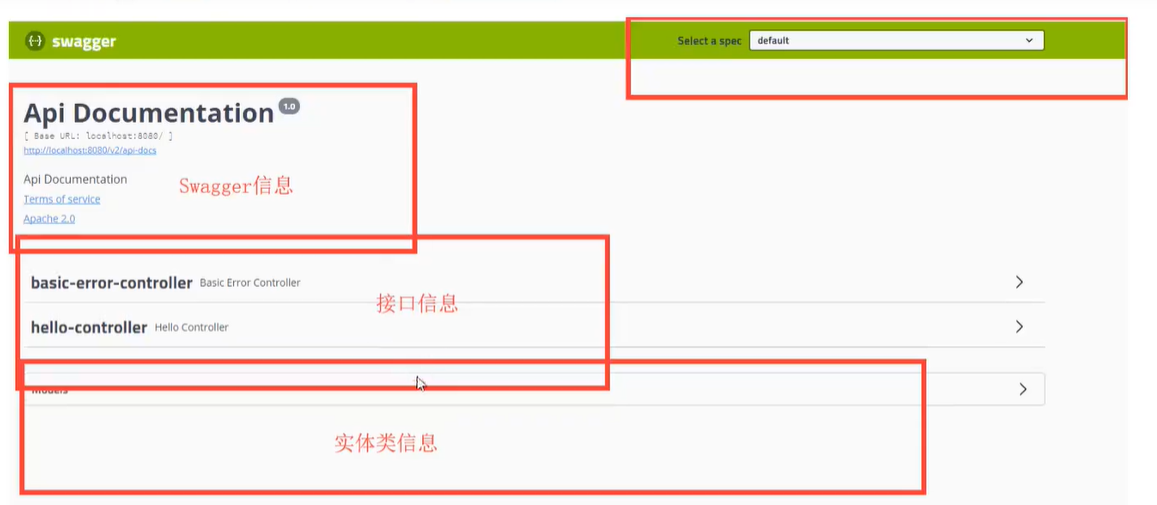 swagger
Select a spec default
Api Documentation 1.0
[ Base URL: localhost:8080/ ]
http://localhost:8080/v2/api-docs
Api Documentation
Swagger信息
Terms of service
Apache 2.0
basic-error-controller Basic Error Controller
接口信息
hello-controller Hello Controller
Models
实体类信息